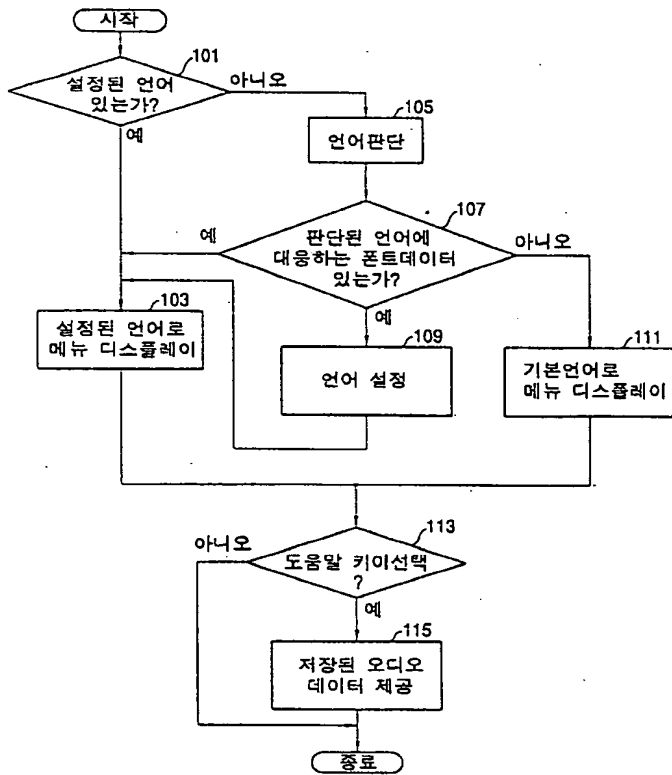 시작
101
설정된 언어
있는가?
아니오
예
105
언어판단
107
판단된 언어에
대응하는 폰트데이터
있는가?
예
아니오
예
103
설정된 언어로
메뉴 디스플레이
109
언어 설정
111
기본언어로
메뉴 디스플레이
113
아니오
도움말 키이선택
?
예
115
저장된 오디오
데이터 제공
종료